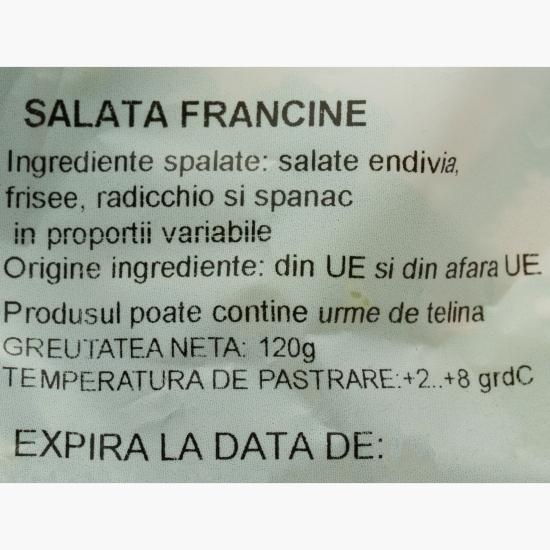 SALATA FRANCINE
Ingrediente spalate: salate endivia,
frisee, radicchio si spanac
in proportii variabile
Origine ingrediente: din UE si din afara UE.
Produsul poate contine urme de telina
GREUTATEA NETA: 120g
TEMPERATURA DE PASTRARE:+2..+8 grdC
EXPIRA LA DATA DE: